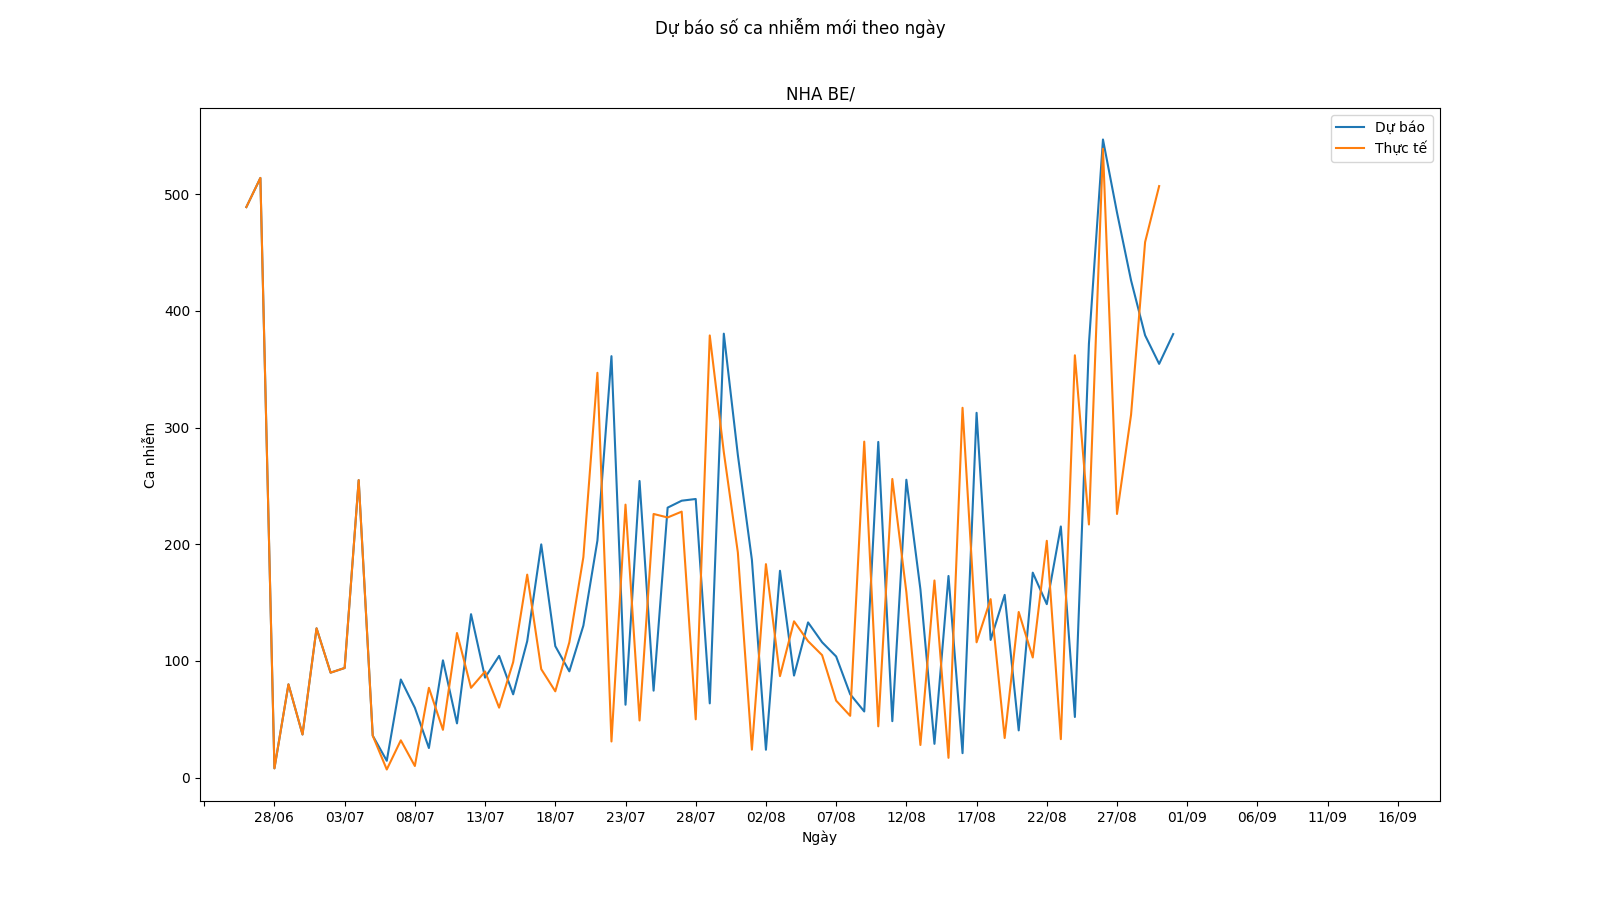 Dự báo số ca nhiễm mới theo ngày
NHA BE/
Dự báo
Thực tế
500
400
300
200
100
0
Ca nhiễm
28/06 03/07 08/07 13/07 18/07 23/07 28/07 02/08 07/08 12/08 17/08 22/08 27/08 01/09 06/09 11/09 16/09
Ngày